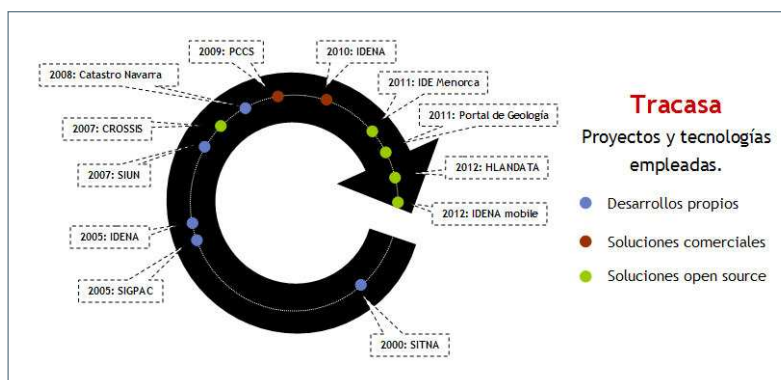 2009: PCCS
2010: IDENA
2008: Catastro Navarra
2011: IDE Menorca
2007: CROSSIS
2011: Portal de Geología
2007: SIUN
2012: HLANDATA
2005: IDENA
2012: IDENA mobile
2005: SIGPAC
2000: SITNA
Tracasa
Proyectos y tecnologías
empleadas.
Desarrollos propios
Soluciones comerciales
Soluciones open source